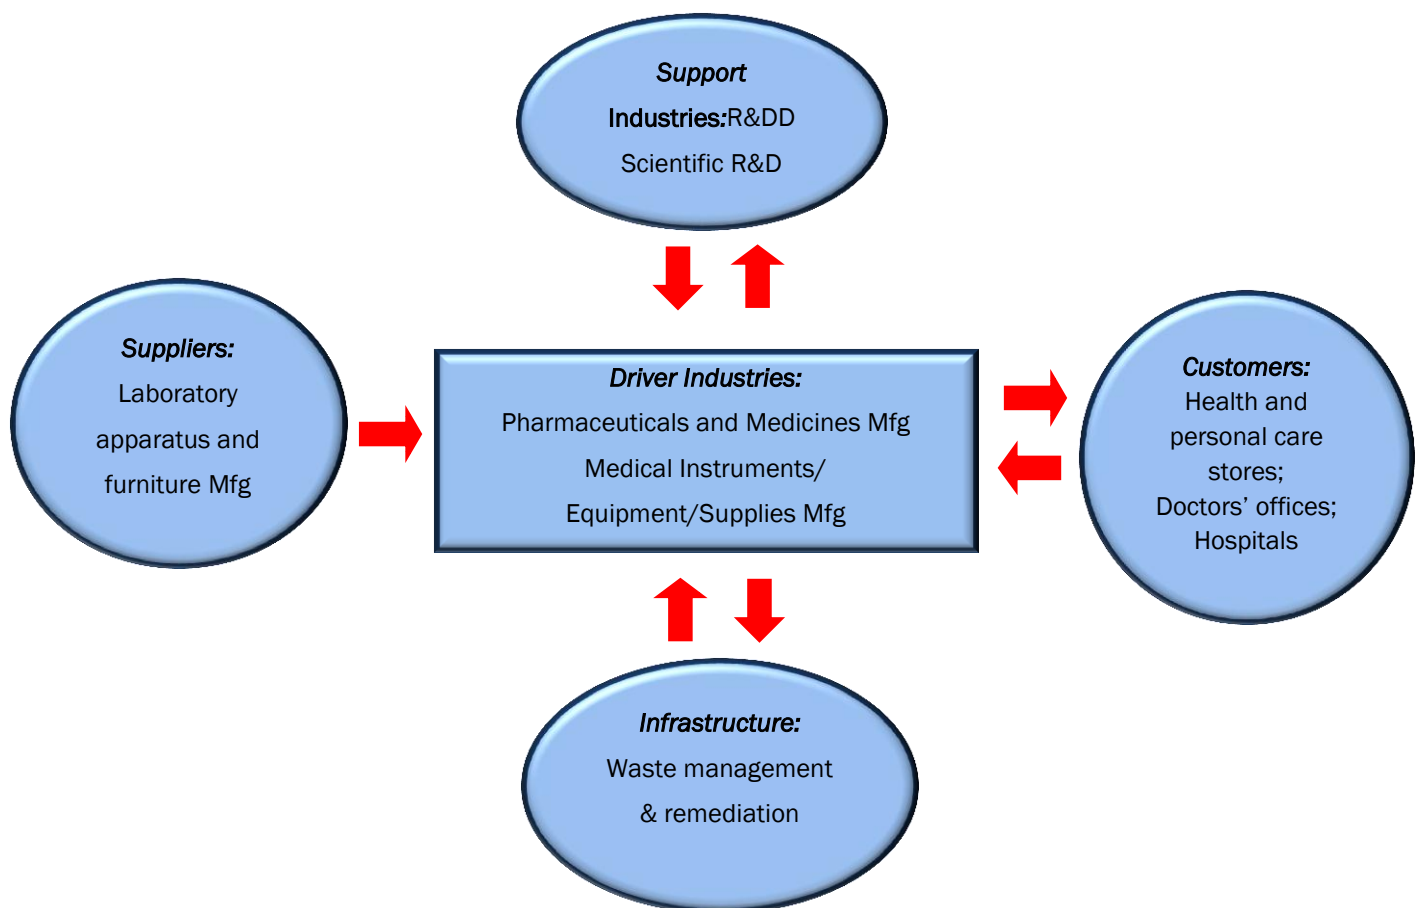 Support
Industries:R&DD
Scientific R&D
Suppliers:
Laboratory
apparatus and
furniture Mfg
Driver Industries:
Pharmaceuticals and Medicines Mfg
Medical Instruments/
Equipment/Supplies Mfg
Customers:
Health and
personal care
stores;
Doctors’ offices;
Hospitals
Infrastructure:
Waste management
& remediation